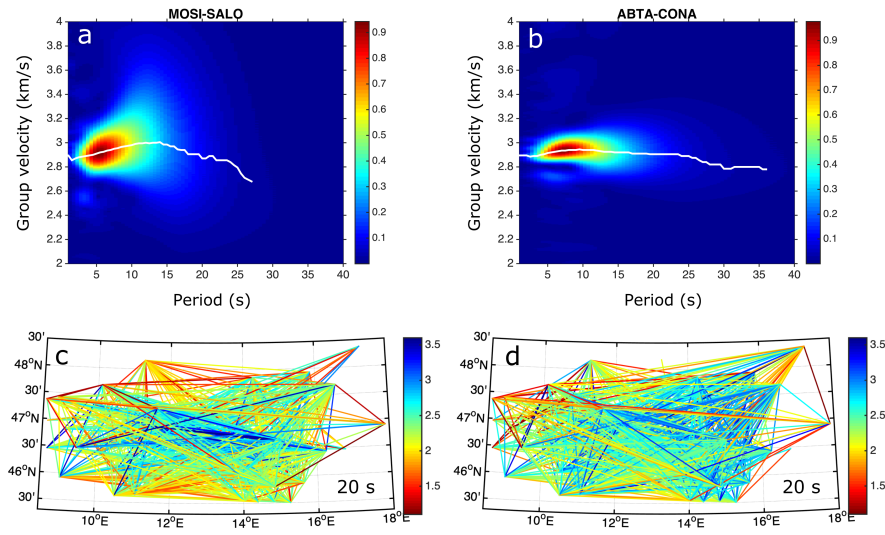 MOSI-SALO
a
Group velocity (km/s)
4
3.8
3.6
3.4
3.2
3
2.8
2.6
2.4
2.2
2
5
10
15
20
25
30
35
40
Period (s)
0.9
0.8
0.7
0.6
0.5
0.4
0.3
0.2
0.1
ABTA-CONA
b
Group velocity (km/s)
4
3.8
3.6
3.4
3.2
3
2.8
2.6
2.4
2.2
2
5
10
15
20
25
30
35
40
Period (s)
0.9
0.8
0.7
0.6
0.5
0.4
0.3
0.2
0.1
c
30'
48°N
30'
47°N
30'
46°N
30'
10°E
12°E
14°E
16°E
18°E
20 s
3.5
3
2.5
2
1.5
d
30'
48°N
30'
47°N
30'
46°N
30'
10°E
12°E
14°E
16°E
18°E
20 s
3.5
3
2.5
2
1.5